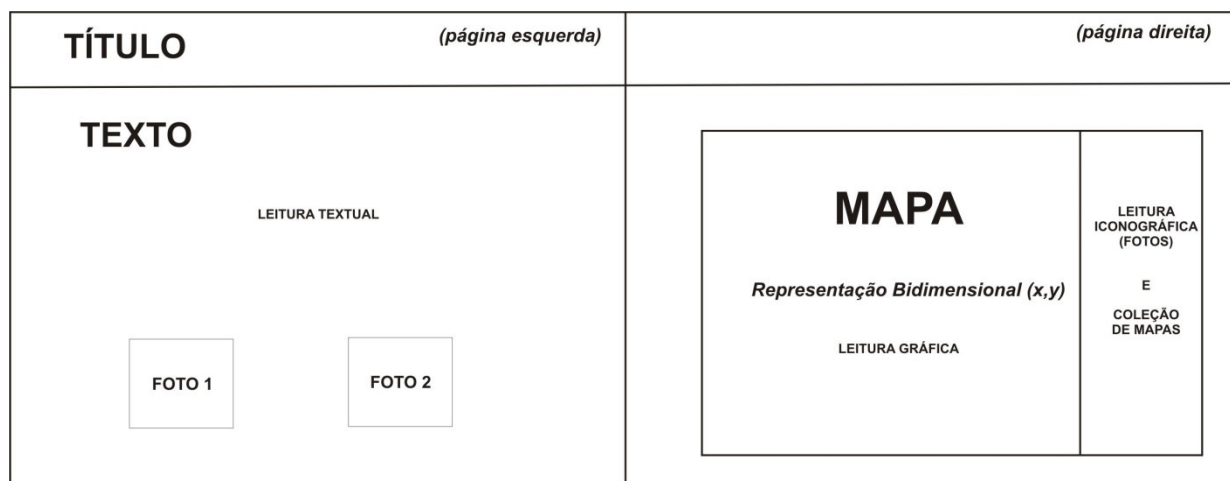 TÍTULO
(página esquerda)
(página direita)
TEXTO
LEITURA TEXTUAL
FOTO 1
FOTO 2
MAPA
Representação Bidimensional (x,y)
LEITURA GRÁFICA
LEITURA
ICONOGRÁFICA
(FOTOS)
E
COLEÇÃO
DE MAPAS